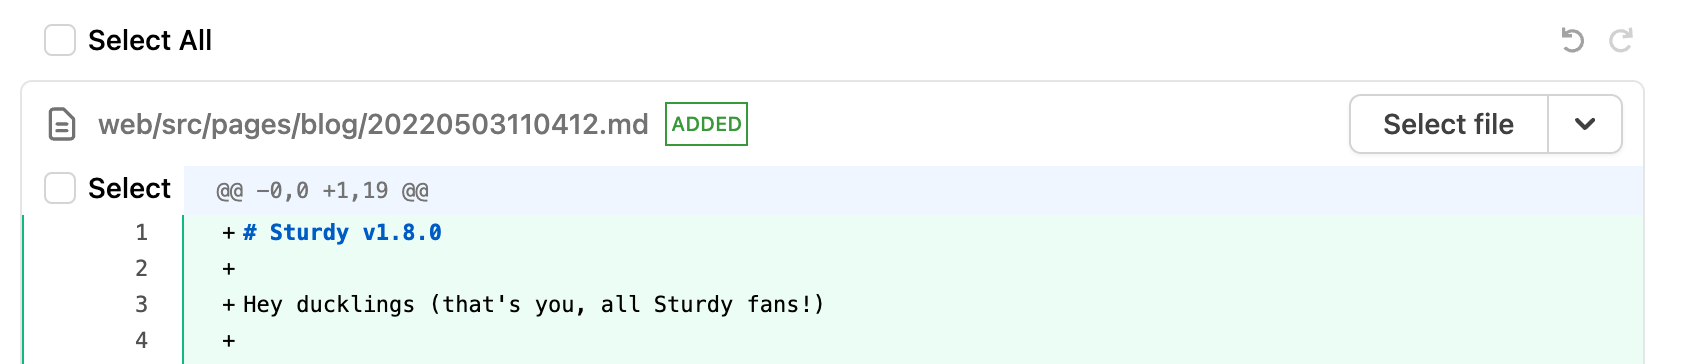 Select All
web/src/pages/blog/20220503110412.md ADDED Select file
Select @@ -0,0 +1,19 @@
1 + # Sturdy v1.8.0
2 +
3 + Hey ducklings (that's you, all Sturdy fans!)
4 +